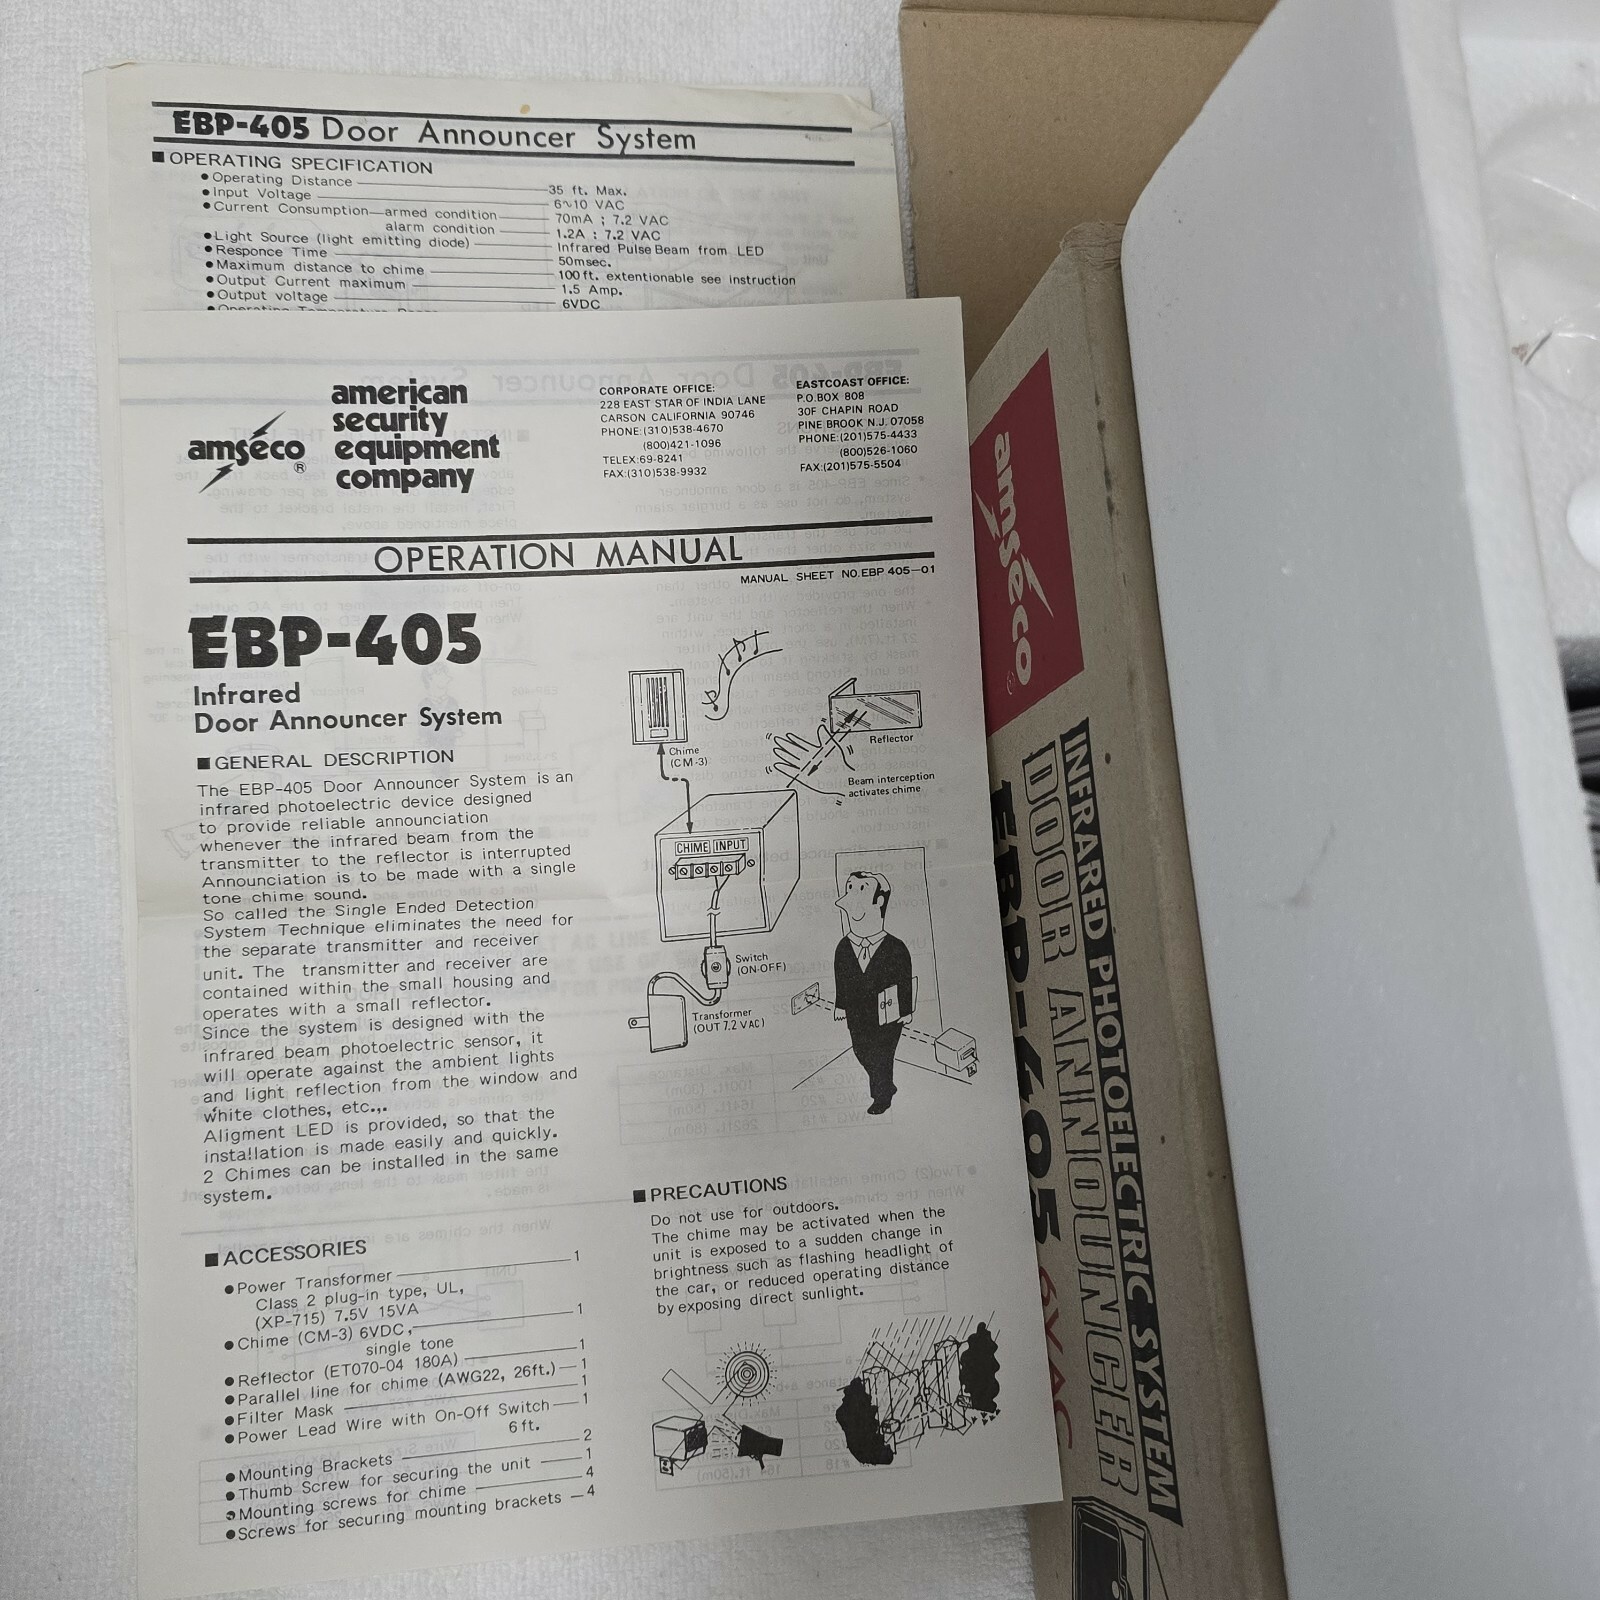 EBP-405 Door Announcer System
■ OPERATING SPECIFICATION
● Operating Distance 35 ft. Max.
● Input Voltage 6~10 VAC
● Current Consumption—armed condition 70mA ; 7.2 VAC
alarm condition 1.2A ; 7.2 VAC
● Light Source (light emitting diode) Infrared Pulse Beam from LED
● Responce Time 50msec.
● Maximum distance to chime 100 ft. extentionable see instruction
● Output Current maximum 1.5 Amp.
● Output voltage 6VDC
amseco®
american
security
equipment
company
CORPORATE OFFICE:
228 EAST STAR OF INDIA LANE
CARSON CALIFORNIA 90746
PHONE:(310)538-4670
(800)421-1096
TELEX:69-8241
FAX:(310)538-9932
EASTCOAST OFFICE:
P.O.BOX 808
30F CHAPIN ROAD
PINE BROOK N.J. 07058
PHONE:(201)575-4433
(800)526-1060
FAX:(201)575-5504
OPERATION MANUAL
MANUAL SHEET NO.EBP 405—01
EBP-405
Infrared
Door Announcer System
■ GENERAL DESCRIPTION
The EBP-405 Door Announcer System is an
infrared photoelectric device designed
to provide reliable announciation
whenever the infrared beam from the
transmitter to the reflector is interrupted
Announciation is to be made with a single
tone chime sound.
So called the Single Ended Detection
System Technique eliminates the need for
the separate transmitter and receiver
unit. The transmitter and receiver are
contained within the small housing and
operates with a small reflector.
Since the system is designed with the
infrared beam photoelectric sensor, it
will operate against the ambient lights
and light reflection from the window and
white clothes, etc.,.
Aligment LED is provided, so that the
installation is made easily and quickly.
2 Chimes can be installed in the same
system.
■ ACCESSORIES
● Power Transformer 1
Class 2 plug-in type, UL,
(XP-715) 7.5V 15VA
● Chime (CM-3) 6VDC, 1
single tone
● Reflector (ET070-04 180A) 1
● Parallel line for chime (AWG22, 26ft.) 1
● Filter Mask 1
● Power Lead Wire with On-Off Switch 1
6 ft.
● Mounting Brackets 2
● Thumb Screw for securing the unit 1
● Mounting screws for chime 4
● Screws for securing mounting brackets 4
Chime
(CM-3)
Reflector
Beam interception
activates chime
CHIME INPUT
Switch
(ON-OFF)
Transformer
(OUT 7.2 VAC)
■ PRECAUTIONS
Do not use for outdoors.
The chime may be activated when the
unit is exposed to a sudden change in
brightness such as flashing headlight of
the car, or reduced operating distance
by exposing direct sunlight.
amseco®
INFRARED PHOTOELECTRIC SYSTEM
DOOR ANNOUNCER
EBP-405 6VAC